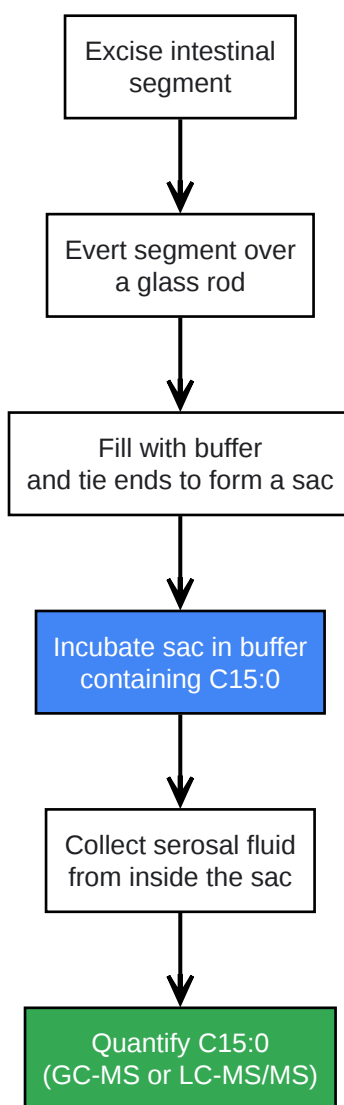 Excise intestinal
segment
Evert segment over
a glass rod
Fill with buffer
and tie ends to form a sac
Incubate sac in buffer
containing C15:0
Collect serosal fluid
from inside the sac
Quantify C15:0
(GC-MS or LC-MS/MS)